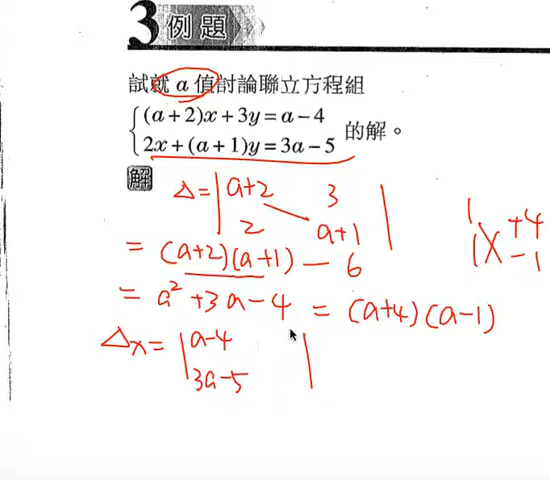 3 例題
試就 a 值討論聯立方程組
(a+2)x+3y=a−4
2x+(a+1)y=3a−5
的解。
解
Δ= | a+2 3 |
| 2 a+1 |
= (a+2)(a+1) − 6
1 +4
1 X −1
= a² +3a−4 = (a+4)(a−1)
Δx= | a−4 |
| 3a−5 |